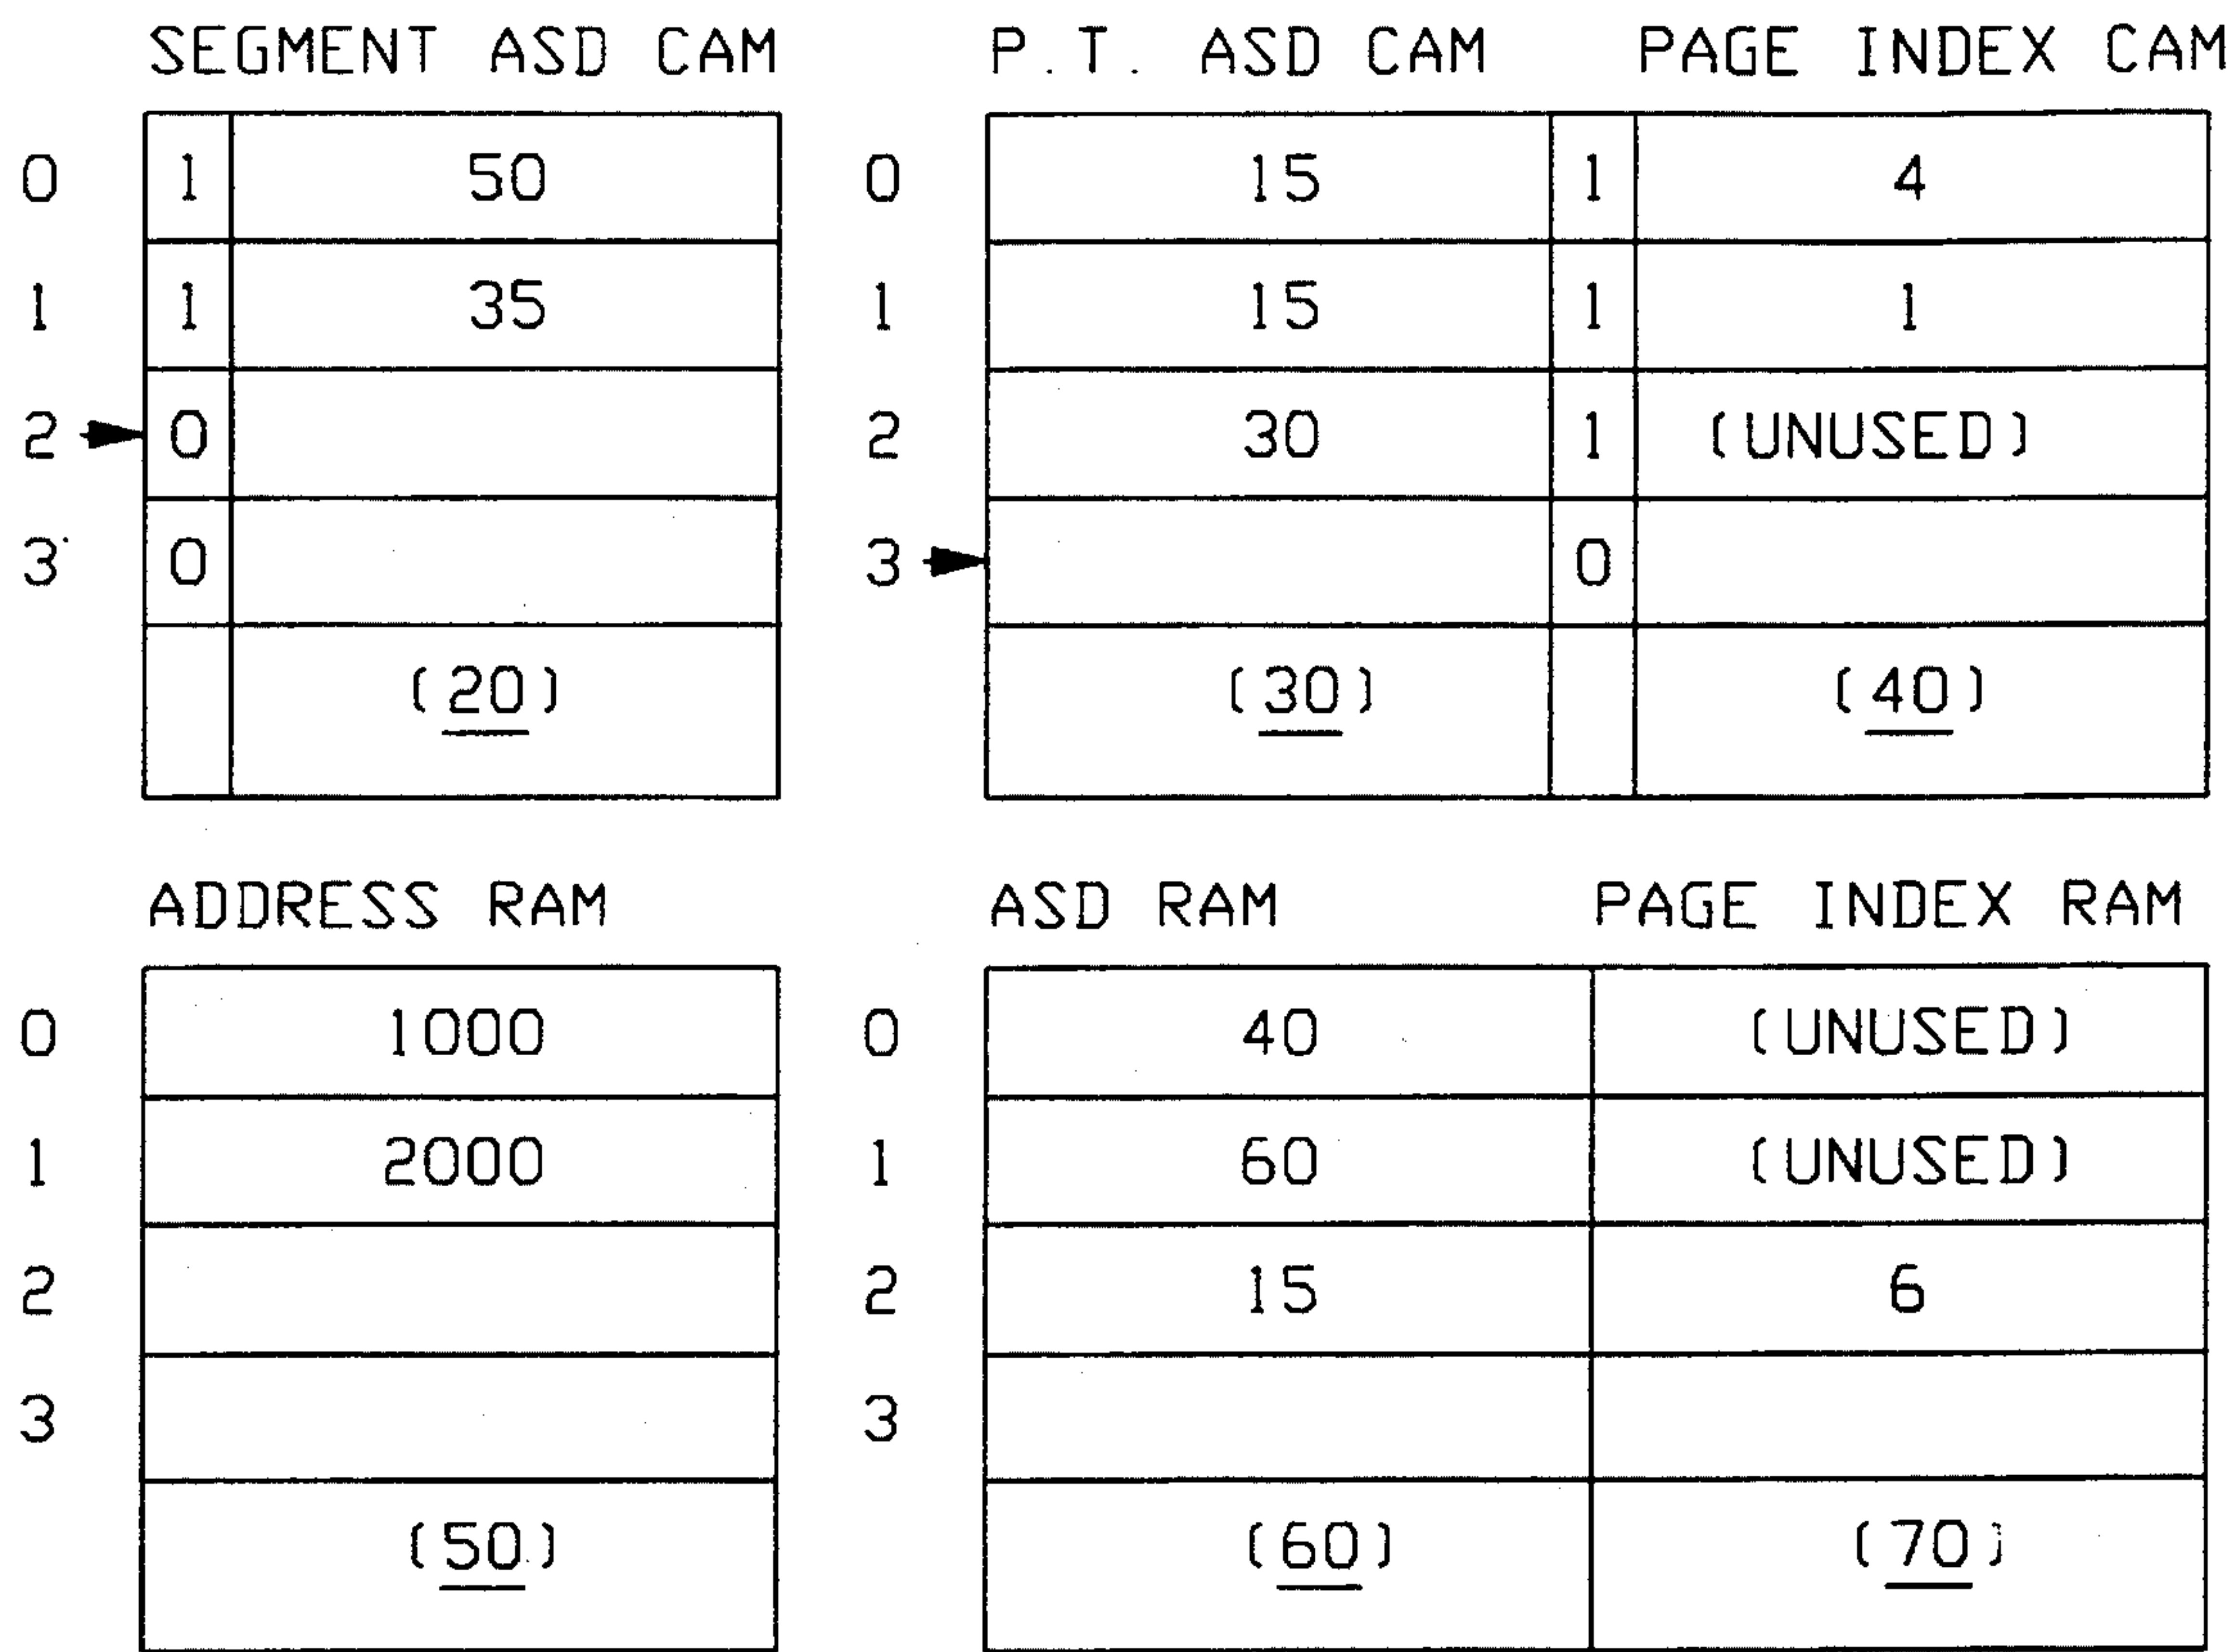 SEGMENT ASD CAM P.T. ASD CAM PAGE INDEX CAM
0 1 50 0 15 1 4
1 1 35 1 15 1 1
2 0 2 30 1 (UNUSED)
3 0 3 0
(20) (30) (40)
ADDRESS RAM ASD RAM PAGE INDEX RAM
0 1000 0 40 (UNUSED)
1 2000 1 60 (UNUSED)
2 2 15 6
3 3
(50) (60) (70)